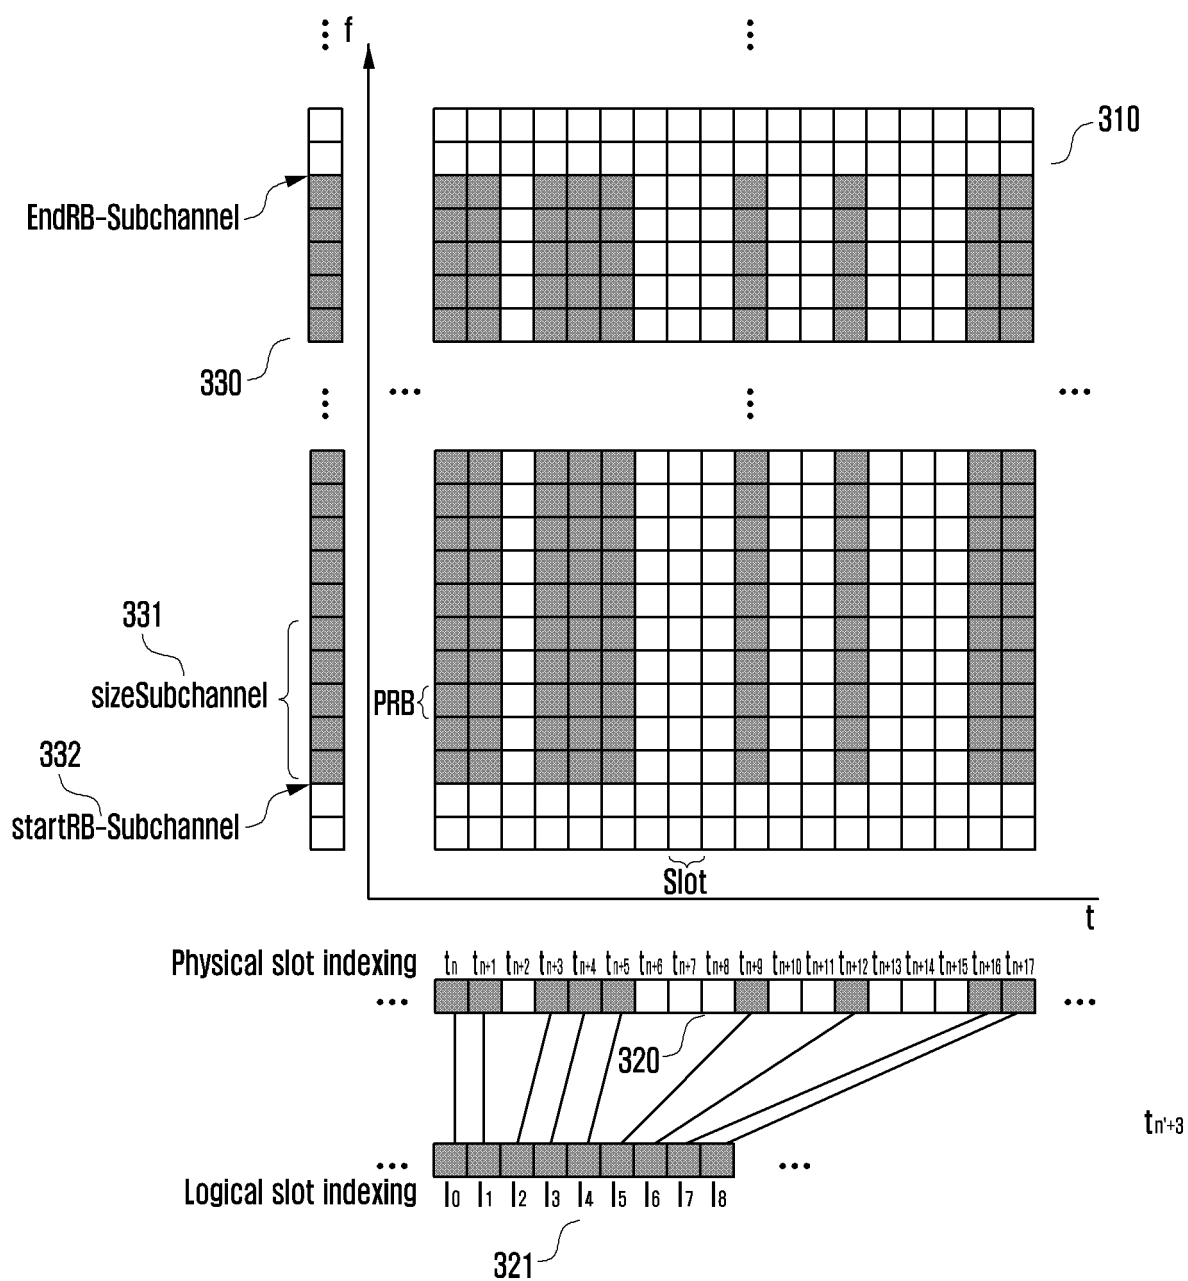 f
310
EndRB-Subchannel
330
331
sizeSubchannel
PRB
332
startRB-Subchannel
Slot
t
Physical slot indexing tn tn+1 tn+2 tn+3 tn+4 tn+5 tn+6 tn+7 tn+8 tn+9 tn+10 tn+11 tn+12 tn+13 tn+14 tn+15 tn+16 tn+17
320
tn'+3
Logical slot indexing l0 l1 l2 l3 l4 l5 l6 l7 l8
321